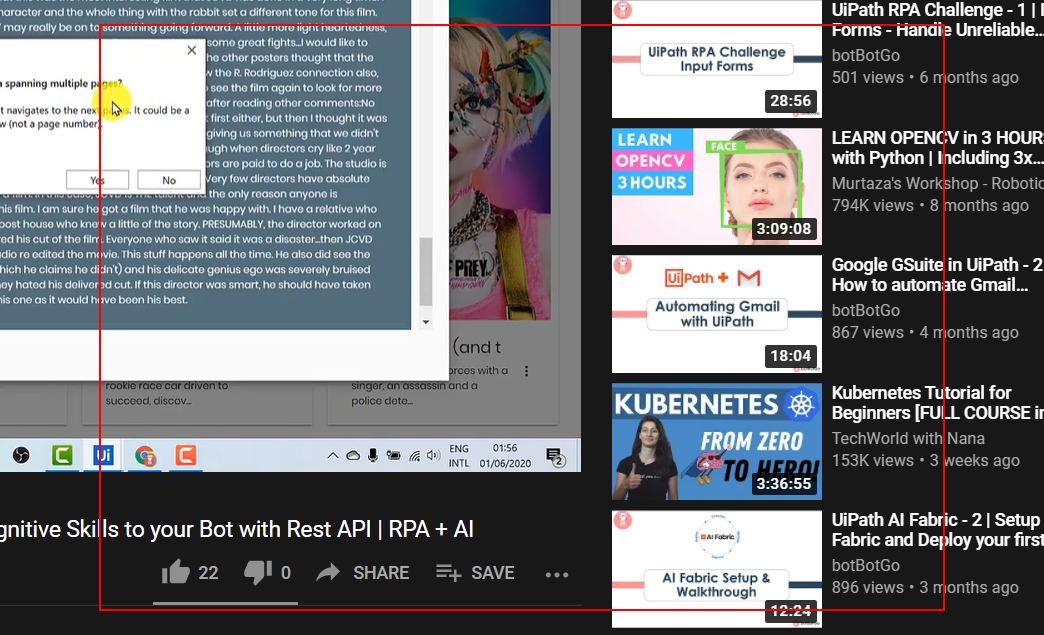 character and the whole thing with the rabbit set a different tone for this film.
may really be on to something going forward. A little more light heartedness,
some great fights...I would like to
he other posters thought that the
w the R. Rodriguez connection also,
see the film again to look for more
after reading other comments:No
first either, but then I thought it was
giving us something that we didn't
ugh when directors cry like 2 year
ors are paid to do a job. The studio is
Very few directors have absolute
the only reason anyone is
his film. I am sure he got a film that he was happy with. I have a relative who
post house who knew a little of the story. PRESUMABLY, the director worked on
red his cut of the film. Everyone who saw it said it was a disaster...then JCVD
dio re edited the movie. This stuff happens all the time. He also did see the
hich he claims he didn't) and his delicate genius ego was severely bruised
hey hated his delivered cut. If this director was smart, he should have taken
his one as it would have been his best.
a spanning multiple pages?
t navigates to the next pages. It could be a
w (not a page number).
Yes
No
PREY
(and t
rookie race car driven to
succeed, discov...
orces with a
singer, an assassin and a
police dete...
Ui
ENG
INTL
01:56
01/06/2020
2
gnitive Skills to your Bot with Rest API | RPA + AI
22
0
SHARE
SAVE
UiPath RPA Challenge
Input Forms
28:56
UiPath RPA Challenge - 1 | I
Forms - Handle Unreliable...
botBotGo
501 views • 6 months ago
LEARN
OPENCV
3 HOURS
FACE
3:09:08
LEARN OPENCV in 3 HOURS
with Python | Including 3x...
Murtaza's Workshop - Robotic
794K views • 8 months ago
UiPath + M
Automating Gmail
with UiPath
18:04
Google GSuite in UiPath - 2
How to automate Gmail...
botBotGo
867 views • 4 months ago
KUBERNETES
FROM ZERO
TO HERO!
3:36:55
Kubernetes Tutorial for
Beginners [FULL COURSE in
TechWorld with Nana
153K views • 3 weeks ago
AI Fabric
AI Fabric Setup &
Walkthrough
12:24
UiPath AI Fabric - 2 | Setup
Fabric and Deploy your first
botBotGo
896 views • 3 months ago